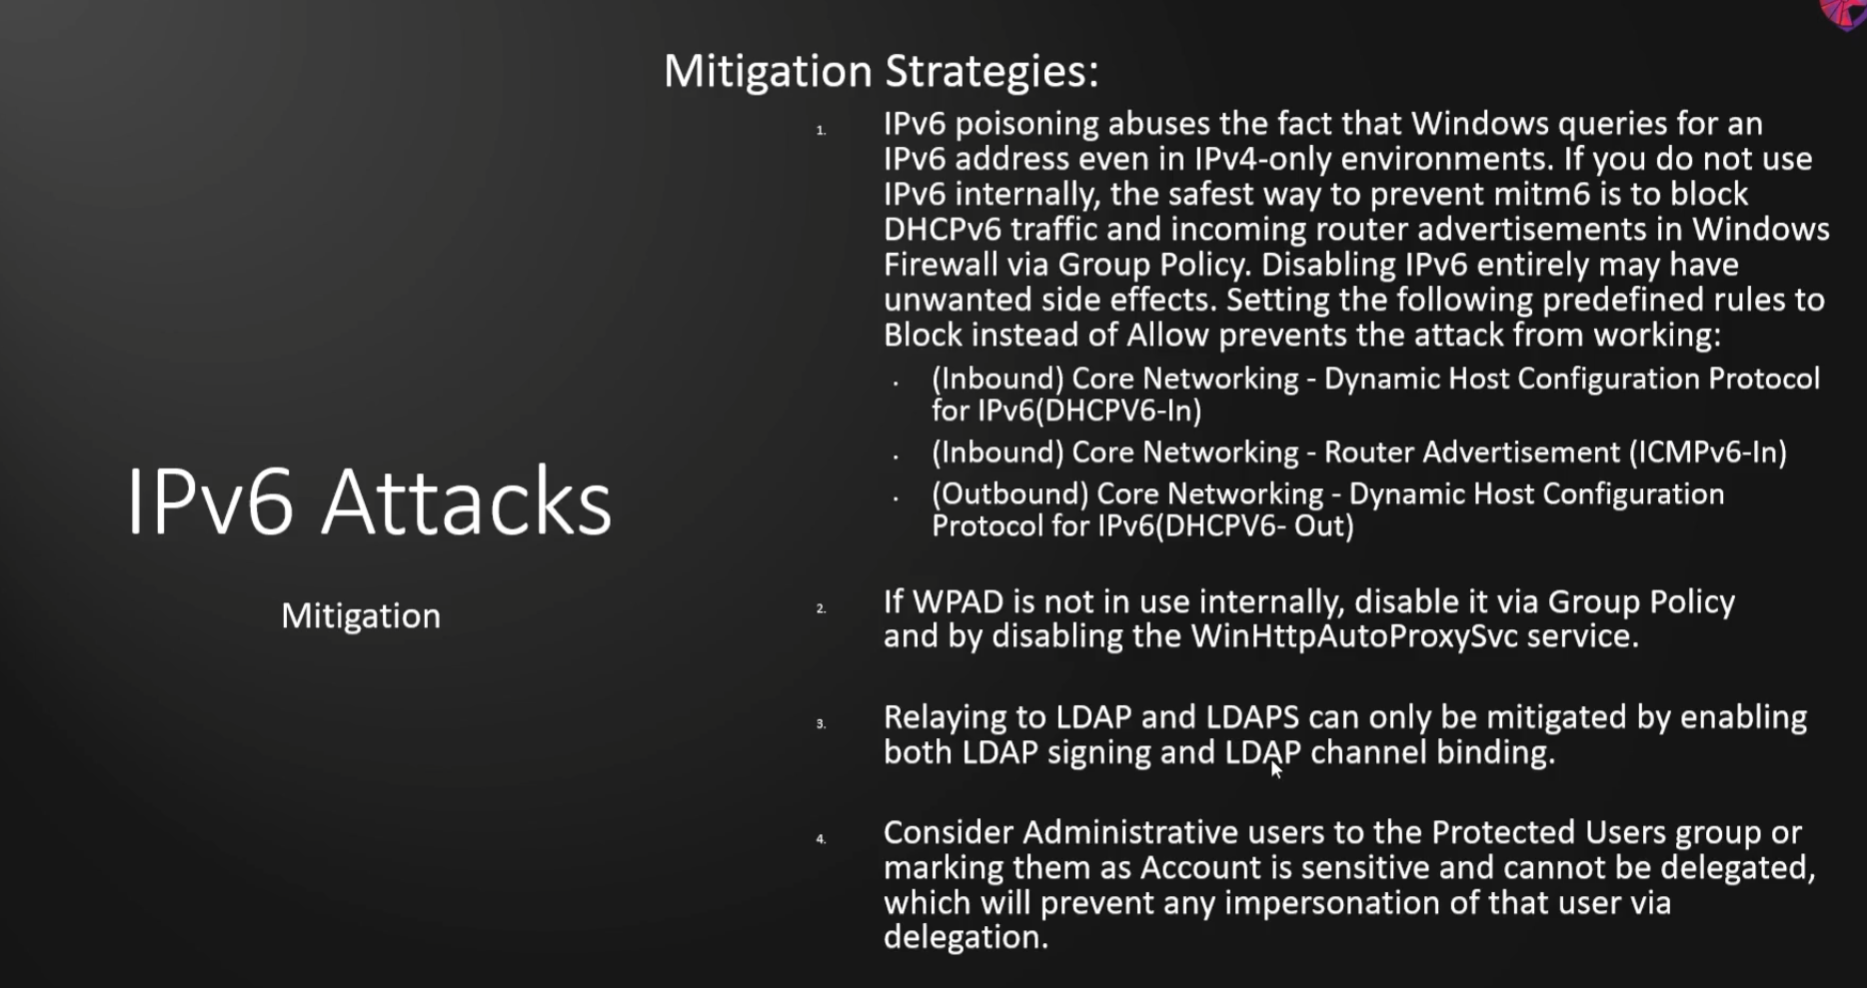 Mitigation Strategies:
1. IPv6 poisoning abuses the fact that Windows queries for an
IPv6 address even in IPv4-only environments. If you do not use
IPv6 internally, the safest way to prevent mitm6 is to block
DHCPv6 traffic and incoming router advertisements in Windows
Firewall via Group Policy. Disabling IPv6 entirely may have
unwanted side effects. Setting the following predefined rules to
Block instead of Allow prevents the attack from working:
· (Inbound) Core Networking - Dynamic Host Configuration Protocol
for IPv6(DHCPV6-In)
· (Inbound) Core Networking - Router Advertisement (ICMPv6-In)
· (Outbound) Core Networking - Dynamic Host Configuration
Protocol for IPv6(DHCPV6- Out)
2. If WPAD is not in use internally, disable it via Group Policy
and by disabling the WinHttpAutoProxySvc service.
3. Relaying to LDAP and LDAPS can only be mitigated by enabling
both LDAP signing and LDAP channel binding.
4. Consider Administrative users to the Protected Users group or
marking them as Account is sensitive and cannot be delegated,
which will prevent any impersonation of that user via
delegation.
IPv6 Attacks
Mitigation